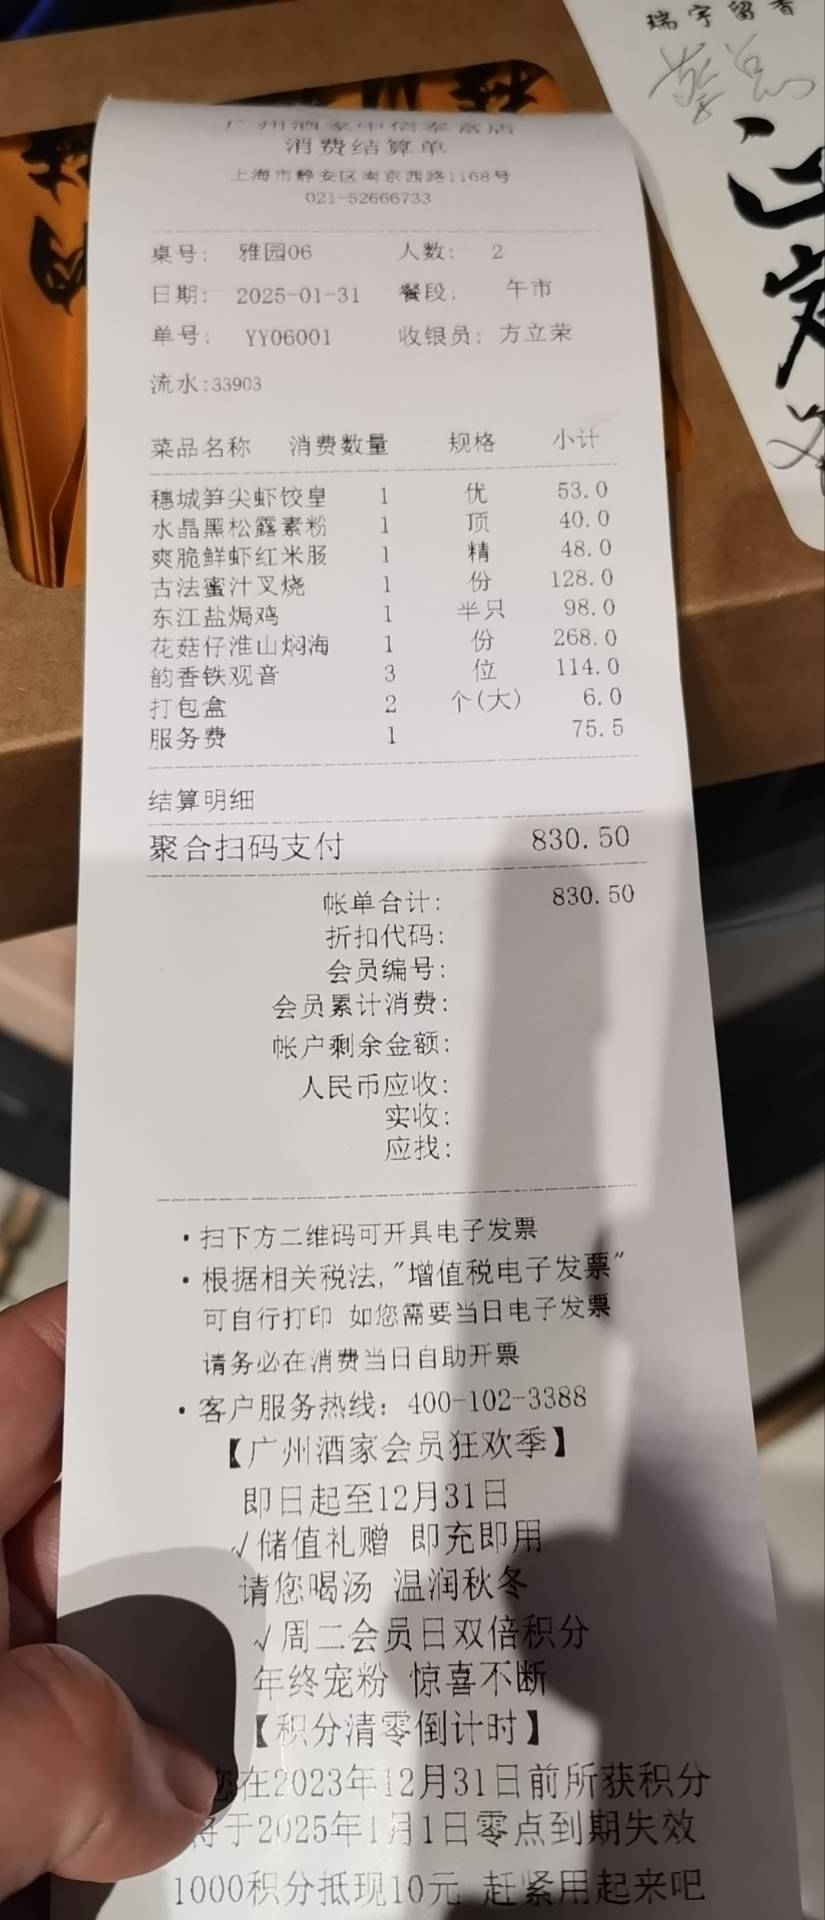 瑞宇留香
广州酒家中信泰富店
消费结算单
上海市静安区南京西路1168号
021-52666733
桌号: 雅园06 人数: 2
日期: 2025-01-31 餐段: 午市
单号: YY06001 收银员: 方立荣
流水:33903
菜品名称 消费数量 规格 小计
穗城笋尖虾饺皇 1 优 53.0
水晶黑松露素粉 1 顶 40.0
爽脆鲜虾红米肠 1 精 48.0
古法蜜汁叉烧 1 份 128.0
东江盐焗鸡 1 半只 98.0
花菇仔淮山焖海 1 份 268.0
韵香铁观音 3 位 114.0
打包盒 2 个(大) 6.0
服务费 1 75.5
结算明细
聚合扫码支付 830.50
帐单合计: 830.50
折扣代码:
会员编号:
会员累计消费:
帐户剩余金额:
人民币应收:
实收:
应找:
·扫下方二维码可开具电子发票
·根据相关税法,"增值税电子发票"
可自行打印 如您需要当日电子发票
请务必在消费当日自助开票
·客户服务热线: 400-102-3388
【广州酒家会员狂欢季】
即日起至12月31日
√储值礼赠 即充即用
请您喝汤 温润秋冬
√周二会员日双倍积分
年终宠粉 惊喜不断
【积分清零倒计时】
您在2023年12月31日前所获积分
将于2025年1月1日零点到期失效
1000积分抵现10元 赶紧用起来吧